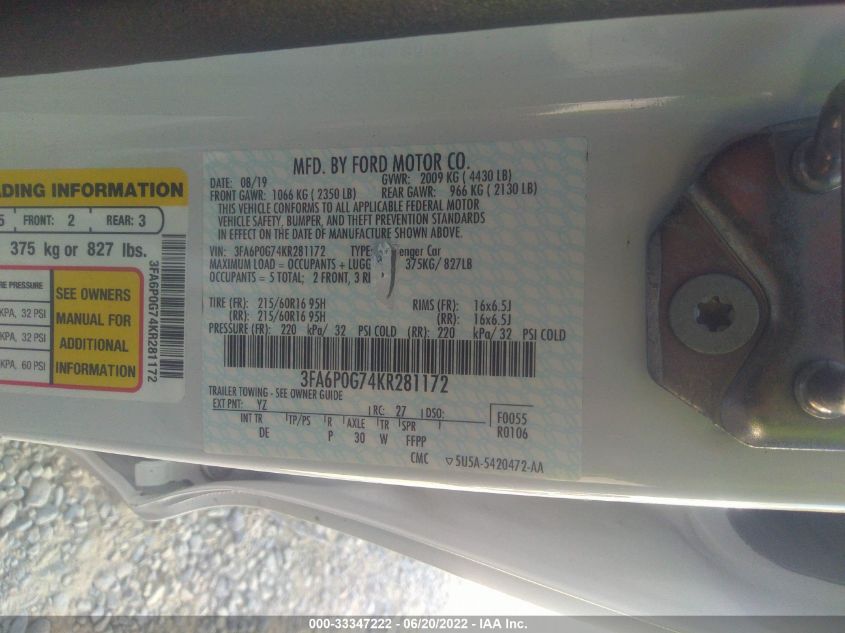 ADING INFORMATION
5 FRONT: 2 REAR: 3
375 kg or 827 lbs.
RE PRESSURE
KPA, 32 PSI
KPA, 32 PSI
KPA, 60 PSI
SEE OWNERS
MANUAL FOR
ADDITIONAL
INFORMATION
3FA6P0G74KR281172
MFD. BY FORD MOTOR CO.
DATE: 08/19 GVWR: 2009 KG ( 4430 LB)
FRONT GAWR: 1066 KG ( 2350 LB) REAR GAWR: 966 KG ( 2130 LB)
THIS VEHICLE CONFORMS TO ALL APPLICABLE FEDERAL MOTOR
VEHICLE SAFETY, BUMPER, AND THEFT PREVENTION STANDARDS
IN EFFECT ON THE DATE OF MANUFACTURE SHOWN ABOVE.
VIN: 3FA6P0G74KR281172 TYPE: enger Car
MAXIMUM LOAD = OCCUPANTS + LUGG 375KG/ 827LB
OCCUPANTS = 5 TOTAL; 2 FRONT, 3 R
TIRE (FR): 215/60R16 95H RIMS (FR): 16x6.5J
(RR): 215/60R16 95H (RR): 16x6.5J
PRESSURE (FR): 220 kPa/ 32 PSI COLD (RR): 220 kPa/ 32 PSI COLD
3FA6P0G74KR281172
TRAILER TOWING - SEE OWNER GUIDE
EXT PNT: YZ RC: 27 DSO: F0055
INT TR TP/PS R AXLE TR SPR R0106
DE P 30 W FFPP
CMC ▽5U5A-5420472-AA
000-33347222 - 06/20/2022 - IAA Inc.